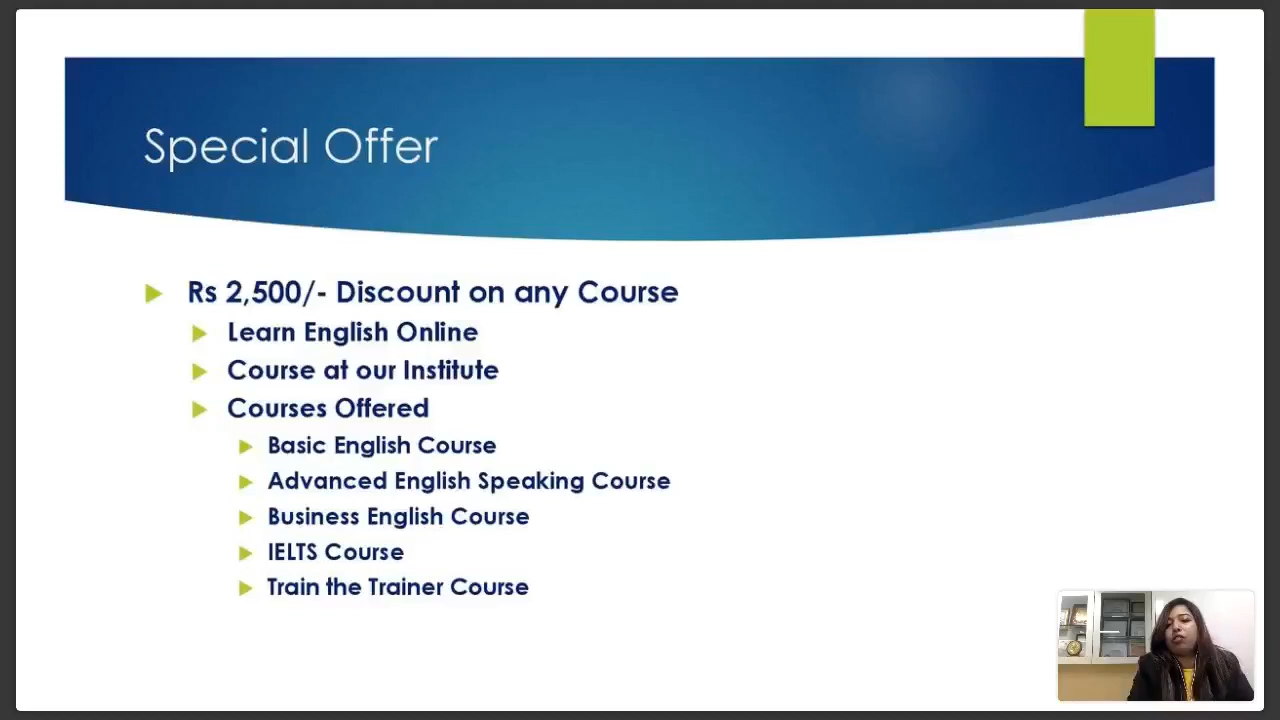 Special Offer
Rs 2,500/- Discount on any Course
Learn English Online
Course at our Institute
Courses Offered
Basic English Course
Advanced English Speaking Course
Business English Course
IELTS Course
Train the Trainer Course